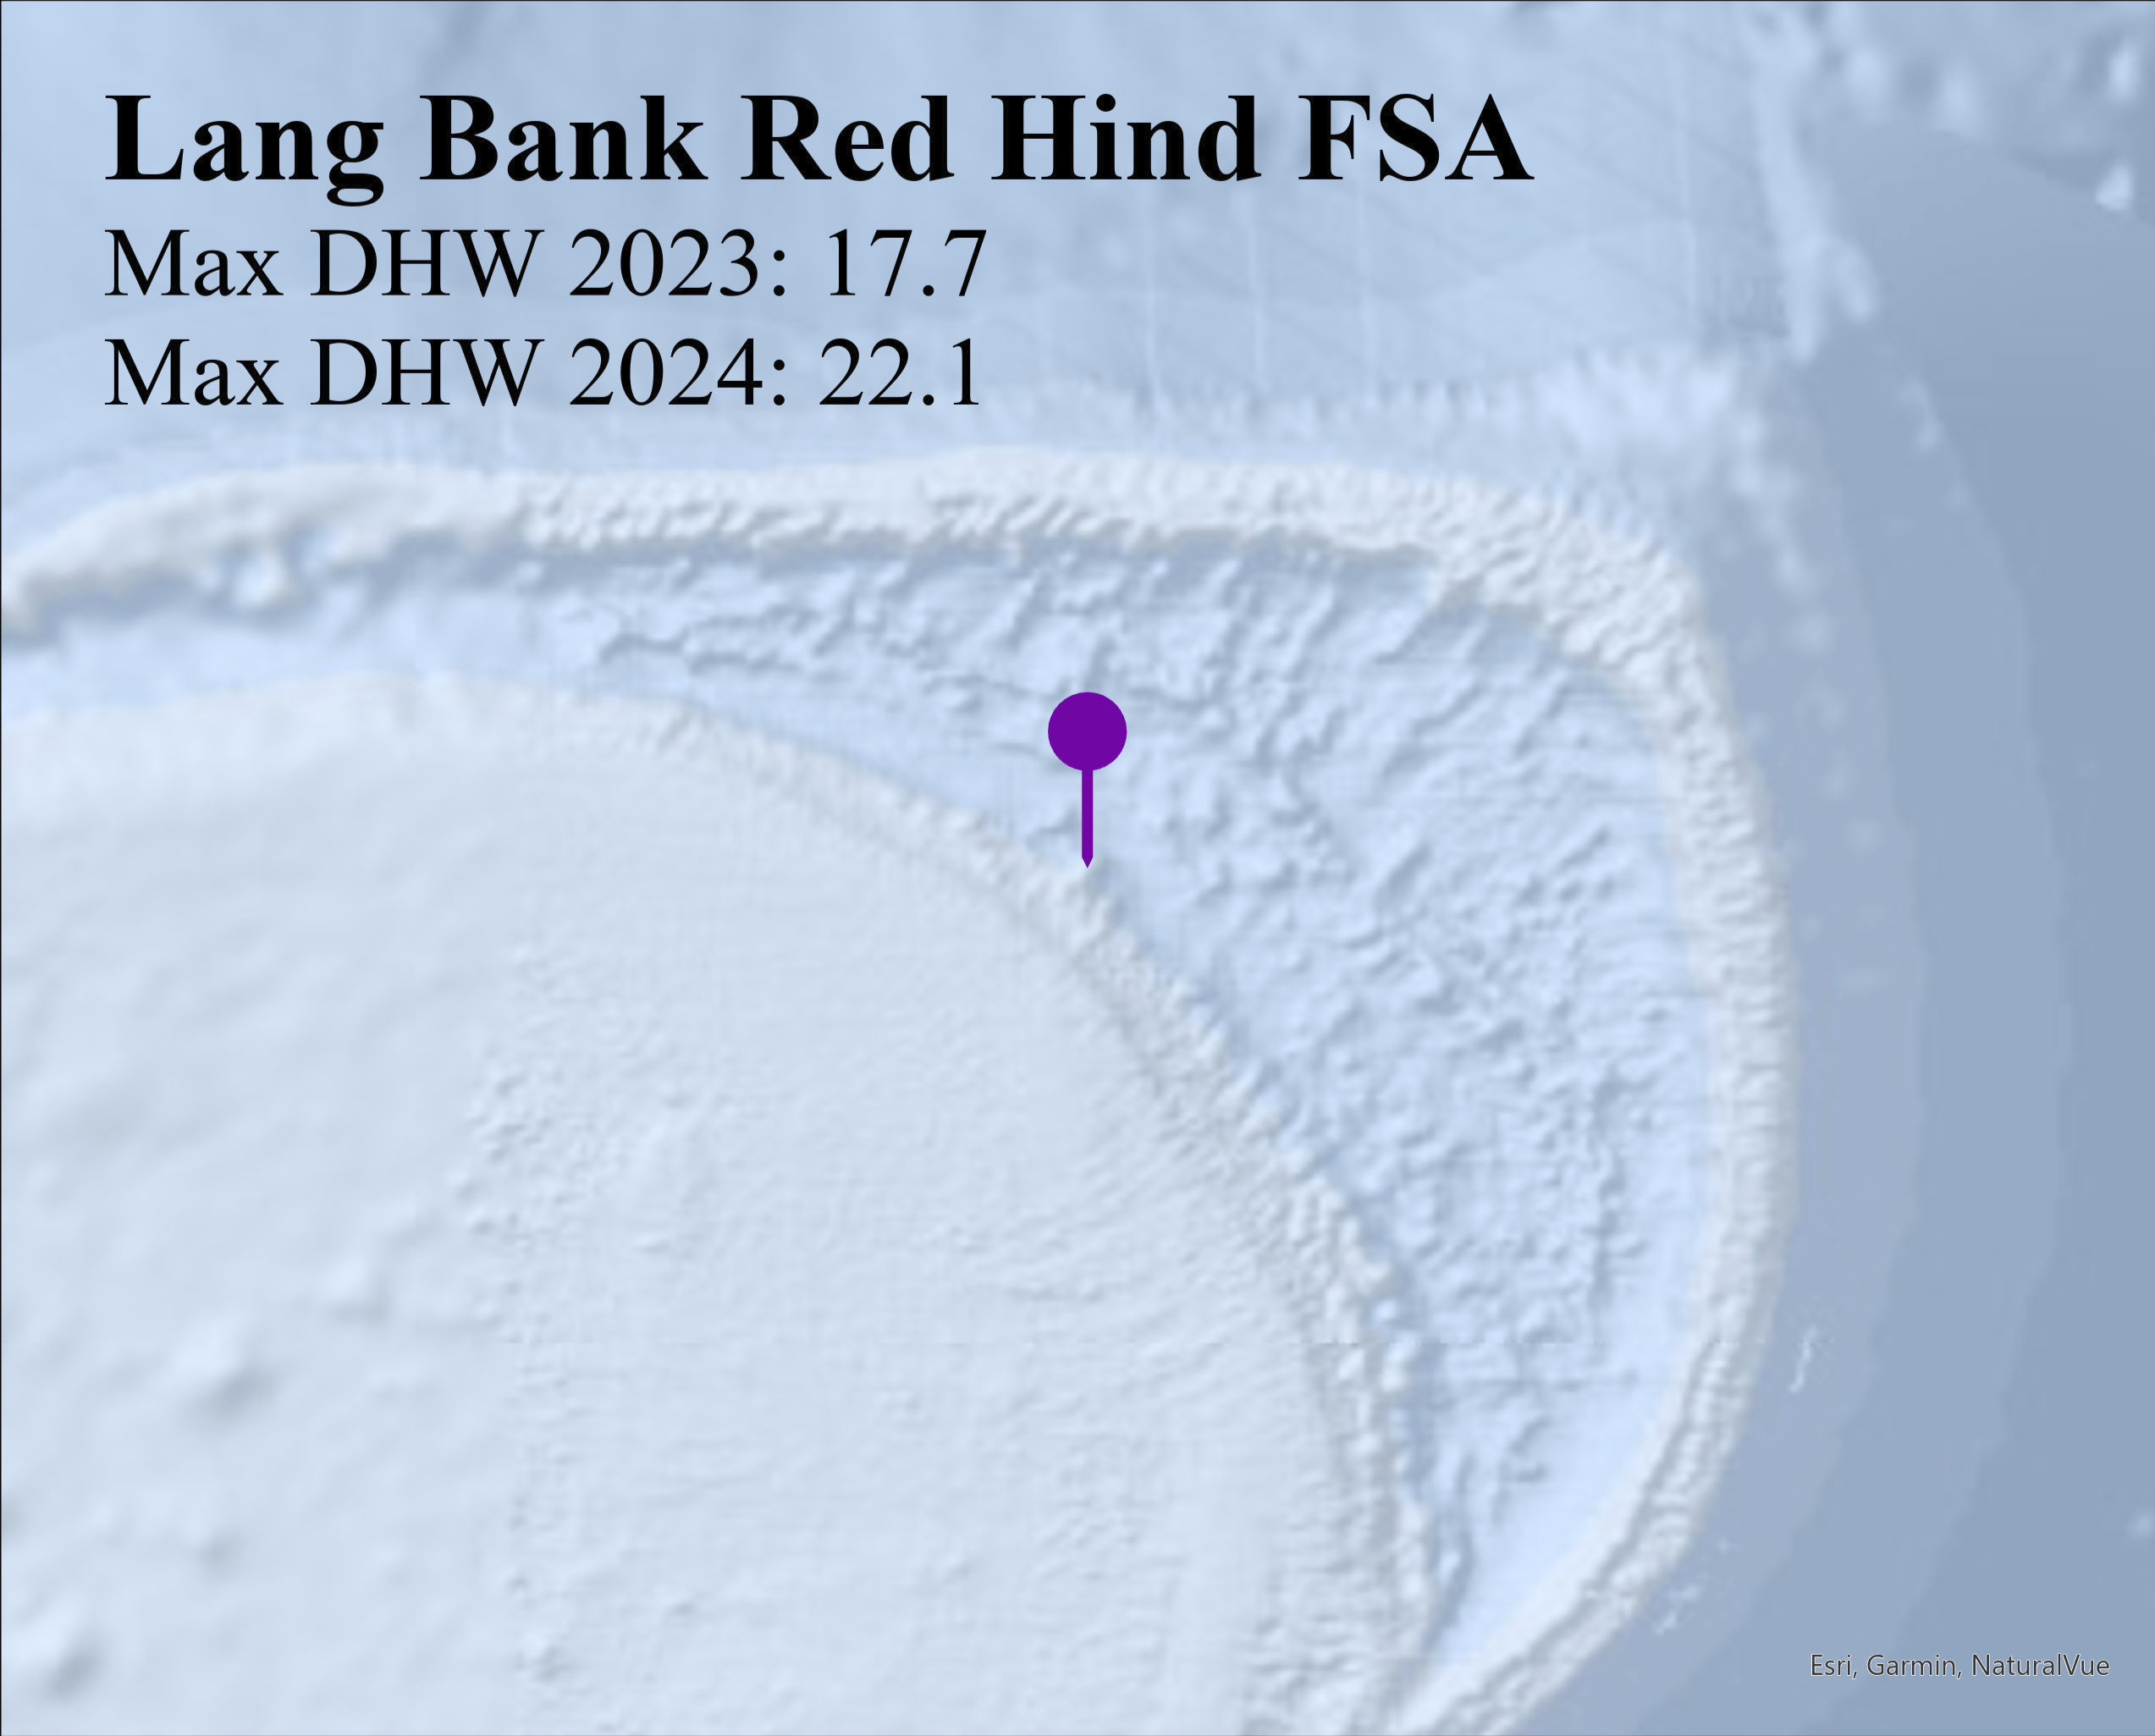 Lang Bank Red Hind FSA
Max DHW 2023: 17.7
Max DHW 2024: 22.1
Esri, Garmin, NaturalVue